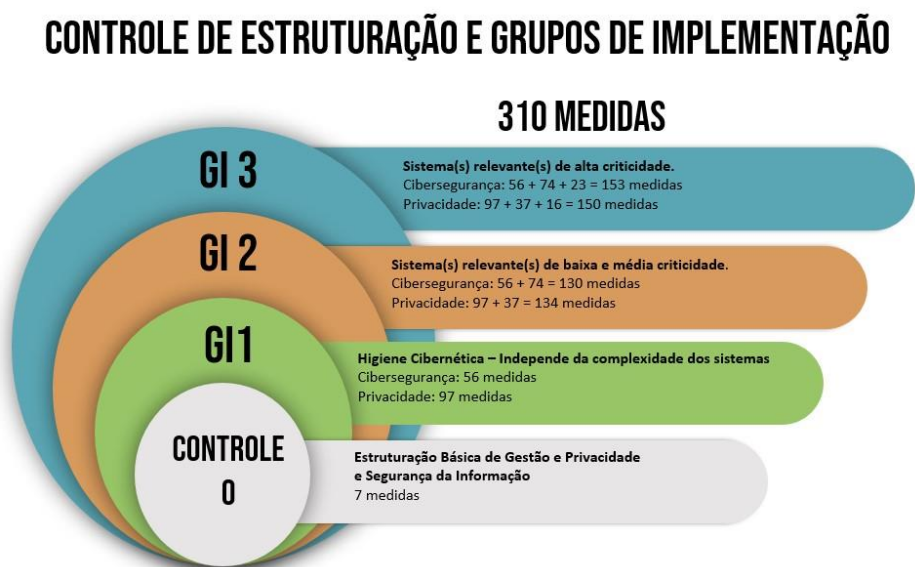 CONTROLE DE ESTRUTURAÇÃO E GRUPOS DE IMPLEMENTAÇÃO
310 MEDIDAS
GI 3
Sistema(s) relevante(s) de alta criticidade.
Cibersegurança: 56 + 74 + 23 = 153 medidas
Privacidade: 97 + 37 + 16 = 150 medidas
GI 2
Sistema(s) relevante(s) de baixa e média criticidade.
Cibersegurança: 56 + 74 = 130 medidas
Privacidade: 97 + 37 = 134 medidas
GI 1
Higiene Cibernética – Independe da complexidade dos sistemas
Cibersegurança: 56 medidas
Privacidade: 97 medidas
CONTROLE
0
Estruturação Básica de Gestão e Privacidade
e Segurança da Informação
7 medidas